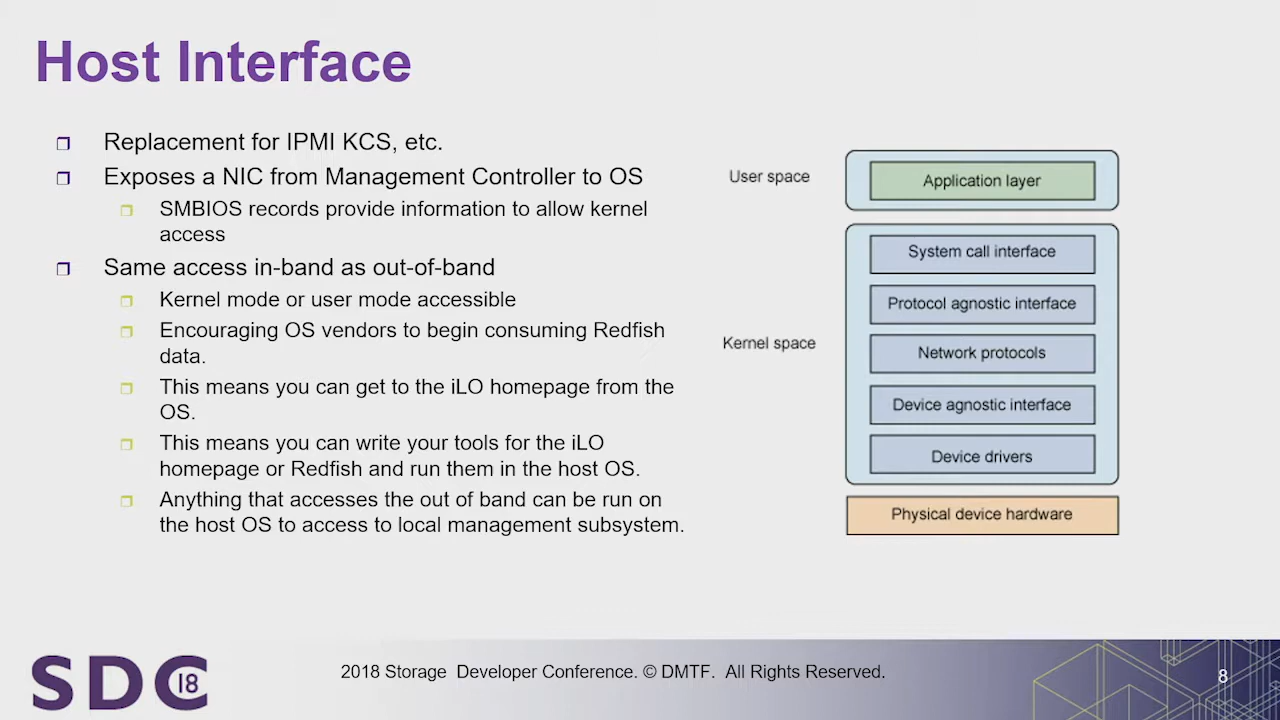 Host Interface
Replacement for IPMI KCS, etc.
Exposes a NIC from Management Controller to OS
SMBIOS records provide information to allow kernel
access
Same access in-band as out-of-band
Kernel mode or user mode accessible
Encouraging OS vendors to begin consuming Redfish
data.
This means you can get to the iLO homepage from the
OS.
This means you can write your tools for the iLO
homepage or Redfish and run them in the host OS.
Anything that accesses the out of band can be run on
the host OS to access to local management subsystem.
User space
Application layer
Kernel space
System call interface
Protocol agnostic interface
Network protocols
Device agnostic interface
Device drivers
Physical device hardware
SDC 18
2018 Storage Developer Conference. © DMTF. All Rights Reserved.
8